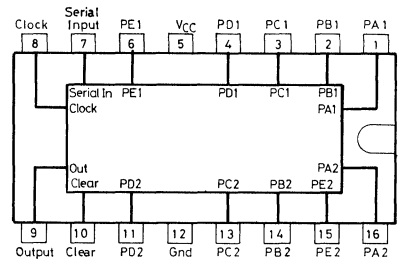 Serial
Clock Input PE1 VCC PD1 PC1 PB1 PA1
8 7 6 5 4 3 2 1
Serial In PE1 PD1 PC1 PB1
Clock PA1
Out PA2
Clear PD2 PC2 PB2 PE2
9 10 11 12 13 14 15 16
Output Clear PD2 Gnd PC2 PB2 PE2 PA2